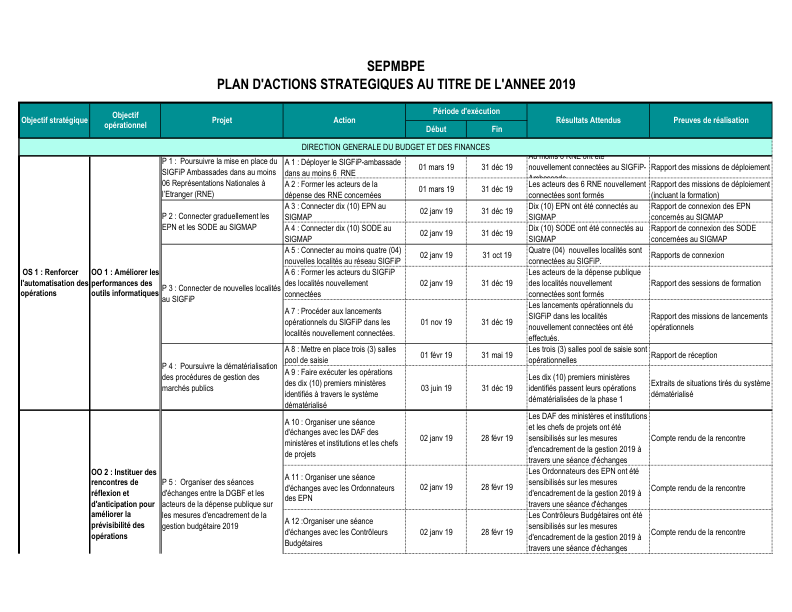 SEPMBPE
PLAN D'ACTIONS STRATEGIQUES AU TITRE DE L'ANNEE 2019
Objectif stratégique
Objectif
opérationnel
Projet
Action
Période d'exécution
Début
Fin
Résultats Attendus
Preuves de réalisation
DIRECTION GENERALE DU BUDGET ET DES FINANCES
OS 1 : Renforcer
l'automatisation des
opérations
OO 1 : Améliorer les
performances des
outils informatiques
P 1 : Poursuivre la mise en place du
SIGFiP Ambassades dans au moins
06 Représentations Nationales à
l'Etranger (RNE)
A 1 : Déployer le SIGFiP-ambassade
dans au moins 6 RNE
01 mars 19
31 déc 19
Au moins 6 RNE ont été
nouvellement connectées au SIGFiP-
Ambassade
Rapport des missions de déploiement
A 2 : Former les acteurs de la
dépense des RNE concernées
01 mars 19
31 déc 19
Les acteurs des 6 RNE nouvellement
connectées sont formés
Rapport des missions de déploiement
(incluant la formation)
P 2 : Connecter graduellement les
EPN et les SODE au SIGMAP
A 3 : Connecter dix (10) EPN au
SIGMAP
02 janv 19
31 déc 19
Dix (10) EPN ont été connectés au
SIGMAP
Rapport de connexion des EPN
concernés au SIGMAP
A 4 : Connecter dix (10) SODE au
SIGMAP
02 janv 19
31 déc 19
Dix (10) SODE ont été connectés au
SIGMAP
Rapport de connexion des SODE
concernées au SIGMAP
P 3 : Connecter de nouvelles localités
au SIGFiP
A 5 : Connecter au moins quatre (04)
nouvelles localités au réseau SIGFiP
02 janv 19
31 oct 19
Quatre (04) nouvelles localités sont
connectées au SIGFiP.
Rapports de connexion
A 6 : Former les acteurs du SIGFiP
des localités nouvellement
connectées
02 janv 19
31 déc 19
Les acteurs de la dépense publique
des localités nouvellement
connectées sont formés
Rapport des sessions de formation
A 7 : Procéder aux lancements
opérationnels du SIGFiP dans les
localités nouvellement connectées.
01 nov 19
31 déc 19
Les lancements opérationnels du
SIGFiP dans les localités
nouvellement connectées ont été
effectués.
Rapport des missions de lancements
opérationnels
P 4 : Poursuivre la dématérialisation
des procédures de gestion des
marchés publics
A 8 : Mettre en place trois (3) salles
pool de saisie
01 févr 19
31 mai 19
Les trois (3) salles pool de saisie sont
opérationnelles
Rapport de réception
A 9 : Faire exécuter les opérations
des dix (10) premiers ministères
identifiés à travers le système
dématérialisé
03 juin 19
31 déc 19
Les dix (10) premiers ministères
identifiés passent leurs opérations
dématérialisées de la phase 1
Extraits de situations tirés du système
dématérialisé
OO 2 : Instituer des
rencontres de
réflexion et
d'anticipation pour
améliorer la
prévisibilité des
opérations
P 5 : Organiser des séances
d'échanges entre la DGBF et les
acteurs de la dépense publique sur
les mesures d'encadrement de la
gestion budgétaire 2019
A 10 : Organiser une séance
d'échanges avec les DAF des
ministères et institutions et les chefs
de projets
02 janv 19
28 févr 19
Les DAF des ministères et institutions
et les chefs de projets ont été
sensibilisés sur les mesures
d'encadrement de la gestion 2019 à
travers une séance d'échanges
Compte rendu de la rencontre
A 11 : Organiser une séance
d'échanges avec les Ordonnateurs
des EPN
02 janv 19
28 févr 19
Les Ordonnateurs des EPN ont été
sensibilisés sur les mesures
d'encadrement de la gestion 2019 à
travers une séance d'échanges
Compte rendu de la rencontre
A 12 :Organiser une séance
d'échanges avec les Contrôleurs
Budgétaires
02 janv 19
28 févr 19
Les Contrôleurs Budgétaires ont été
sensibilisés sur les mesures
d'encadrement de la gestion 2019 à
travers une séance d'échanges
Compte rendu de la rencontre